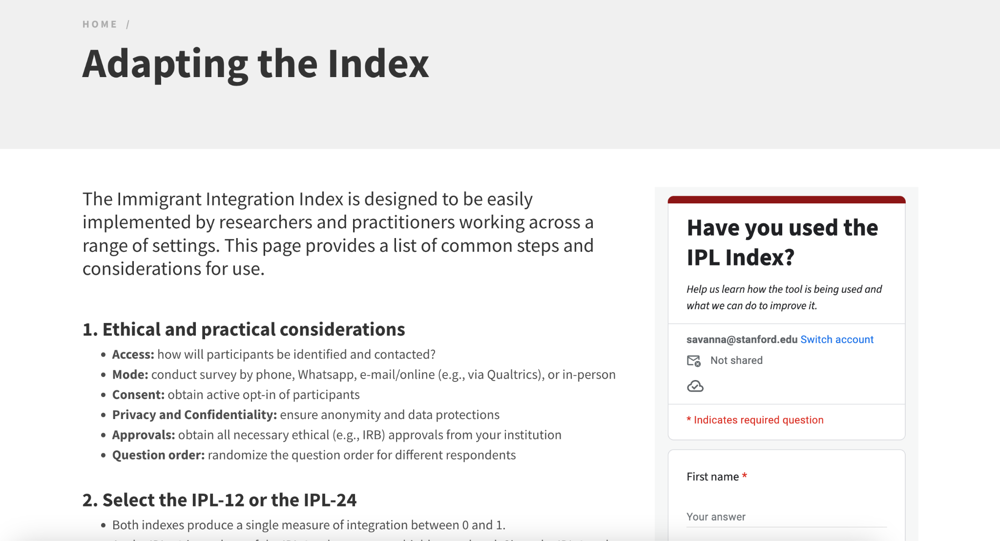 HOME /
Adapting the Index
The Immigrant Integration Index is designed to be easily
implemented by researchers and practitioners working across a
range of settings. This page provides a list of common steps and
considerations for use.
1. Ethical and practical considerations
• Access: how will participants be identified and contacted?
• Mode: conduct survey by phone, Whatsapp, e-mail/online (e.g., via Qualtrics), or in-person
• Consent: obtain active opt-in of participants
• Privacy and Confidentiality: ensure anonymity and data protections
• Approvals: obtain all necessary ethical (e.g., IRB) approvals from your institution
• Question order: randomize the question order for different respondents
2. Select the IPL-12 or the IPL-24
• Both indexes produce a single measure of integration between 0 and 1.
Have you used the
IPL Index?
Help us learn how the tool is being used and
what we can do to improve it.
savanna@stanford.edu Switch account
Not shared
* Indicates required question
First name *
Your answer